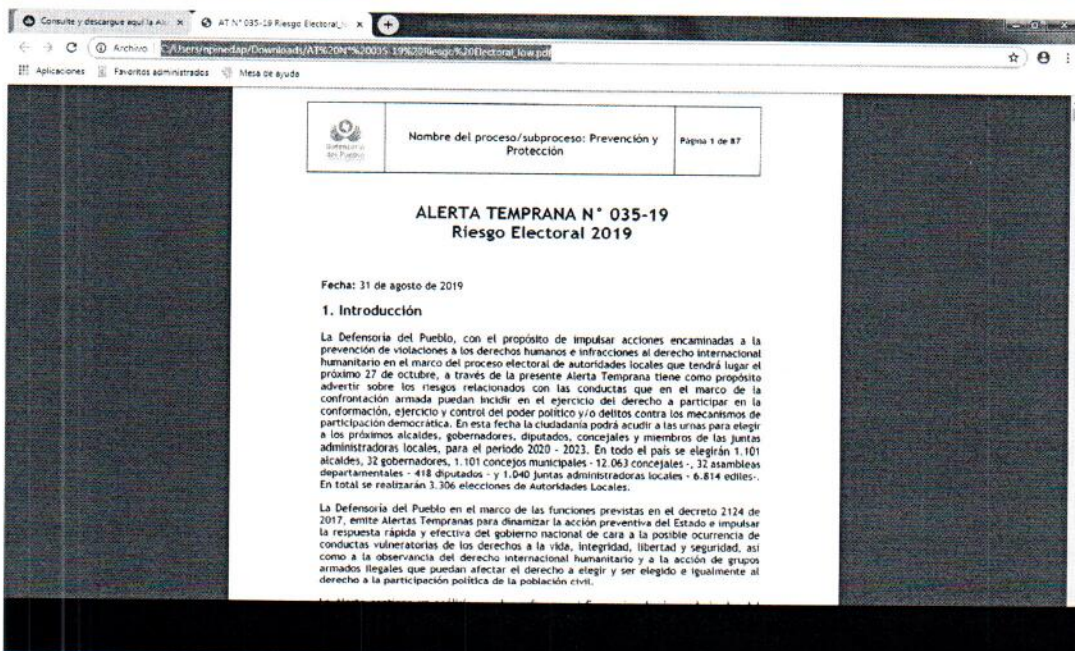 Consulte y descargue aquí la Al
AT N° 035-19 Riesgo Electoral_l
Archivo C:/Users/npinedap/Downloads/AT%20N°%20035-19%20Riesgo%20Electoral_low.pdf
Aplicaciones Favoritos administrados Mesa de ayuda
Defensoría
del Pueblo
Nombre del proceso/subproceso: Prevención y
Protección
Página 1 de 87
ALERTA TEMPRANA N° 035-19
Riesgo Electoral 2019
Fecha: 31 de agosto de 2019
1. Introducción
La Defensoría del Pueblo, con el propósito de impulsar acciones encaminadas a la
prevención de violaciones a los derechos humanos e infracciones al derecho internacional
humanitario en el marco del proceso electoral de autoridades locales que tendrá lugar el
próximo 27 de octubre, a través de la presente Alerta Temprana tiene como propósito
advertir sobre los riesgos relacionados con las conductas que en el marco de la
confrontación armada puedan incidir en el ejercicio del derecho a participar en la
conformación, ejercicio y control del poder político y/o delitos contra los mecanismos de
participación democrática. En esta fecha la ciudadanía podrá acudir a las urnas para elegir
a los próximos alcaldes, gobernadores, diputados, concejales y miembros de las juntas
administradoras locales, para el periodo 2020 - 2023. En todo el país se elegirán 1.101
alcaldes, 32 gobernadores, 1.101 concejos municipales - 12.063 concejales -, 32 asambleas
departamentales - 418 diputados - y 1.040 juntas administradoras locales - 6.814 ediles-.
En total se realizarán 3.306 elecciones de Autoridades Locales.
La Defensoría del Pueblo en el marco de las funciones previstas en el decreto 2124 de
2017, emite Alertas Tempranas para dinamizar la acción preventiva del Estado e impulsar
la respuesta rápida y efectiva del gobierno nacional de cara a la posible ocurrencia de
conductas vulneratorias de los derechos a la vida, integridad, libertad y seguridad, así
como a la observancia del derecho internacional humanitario y a la acción de grupos
armados ilegales que puedan afectar el derecho a elegir y ser elegido e igualmente al
derecho a la participación política de la población civil.